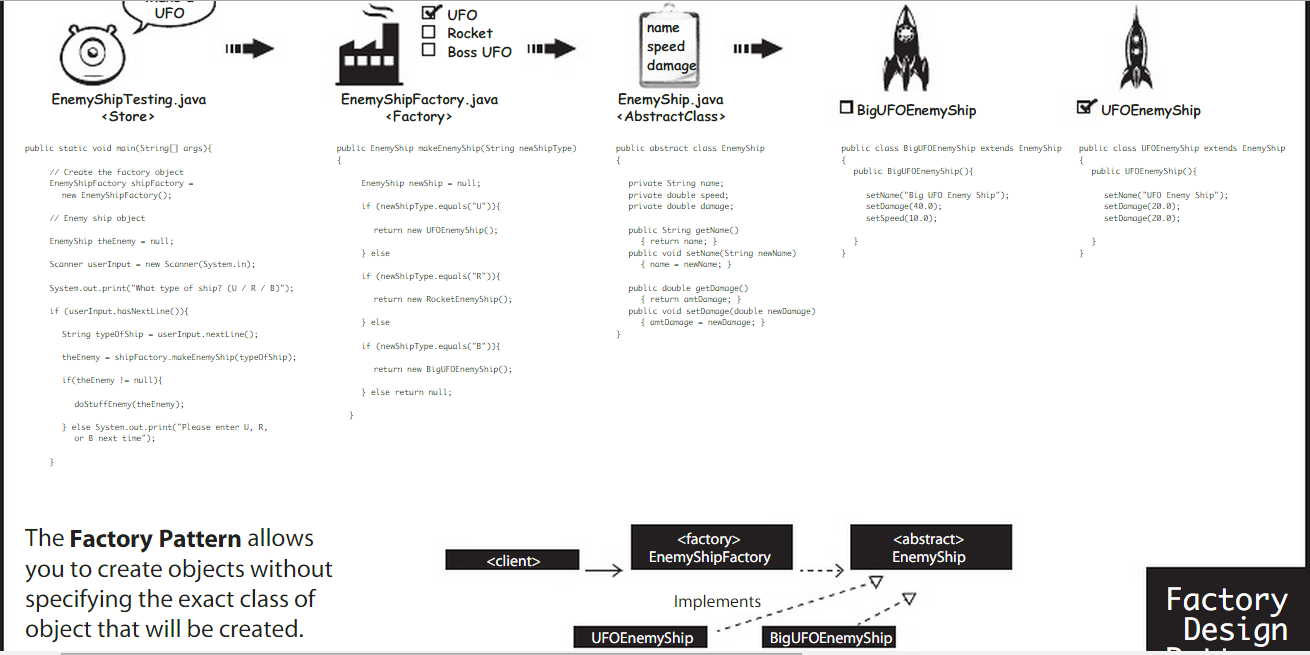 UFO
UFO
Rocket
Boss UFO
name
speed
damage
EnemyShipTesting.java
<Store>
EnemyShipFactory.java
<Factory>
EnemyShip.java
<AbstractClass>
BigUFOEnemyShip
UFOEnemyShip
public static void main(String[] args){
// Create the factory object
EnemyShipFactory shipFactory =
new EnemyShipFactory();
// Enemy ship object
EnemyShip theEnemy = null;
Scanner userInput = new Scanner(System.in);
System.out.print("What type of ship? (U / R / B)");
if (userInput.hasNextLine()){
String typeOfShip = userInput.nextLine();
theEnemy = shipFactory.makeEnemyShip(typeOfShip);
if(theEnemy != null){
doStuffEnemy(theEnemy);
} else System.out.print("Please enter U, R,
or B next time");
}
public EnemyShip makeEnemyShip(String newShipType)
{
EnemyShip newShip = null;
if (newShipType.equals("U")){
return new UFOEnemyShip();
} else
if (newShipType.equals("R")){
return new RocketEnemyShip();
} else
if (newShipType.equals("B")){
return new BigUFOEnemyShip();
} else return null;
}
public abstract class EnemyShip
{
private String name;
private double speed;
private double damage;
public String getName()
{ return name; }
public void setName(String newName)
{ name = newName; }
public double getDamage()
{ return amtDamage; }
public void setDamage(double newDamage)
{ amtDamage = newDamage; }
}
public class BigUFOEnemyShip extends EnemyShip
{
public BigUFOEnemyShip(){
setName("Big UFO Enemy Ship");
setDamage(40.0);
setSpeed(10.0);
}
}
public class UFOEnemyShip extends EnemyShip
{
public UFOEnemyShip(){
setName("UFO Enemy Ship");
setDamage(20.0);
setDamage(20.0);
}
}
The Factory Pattern allows
you to create objects without
specifying the exact class of
object that will be created.
<client>
<factory>
EnemyShipFactory
<abstract>
EnemyShip
Implements
UFOEnemyShip
BigUFOEnemyShip
Factory
Design